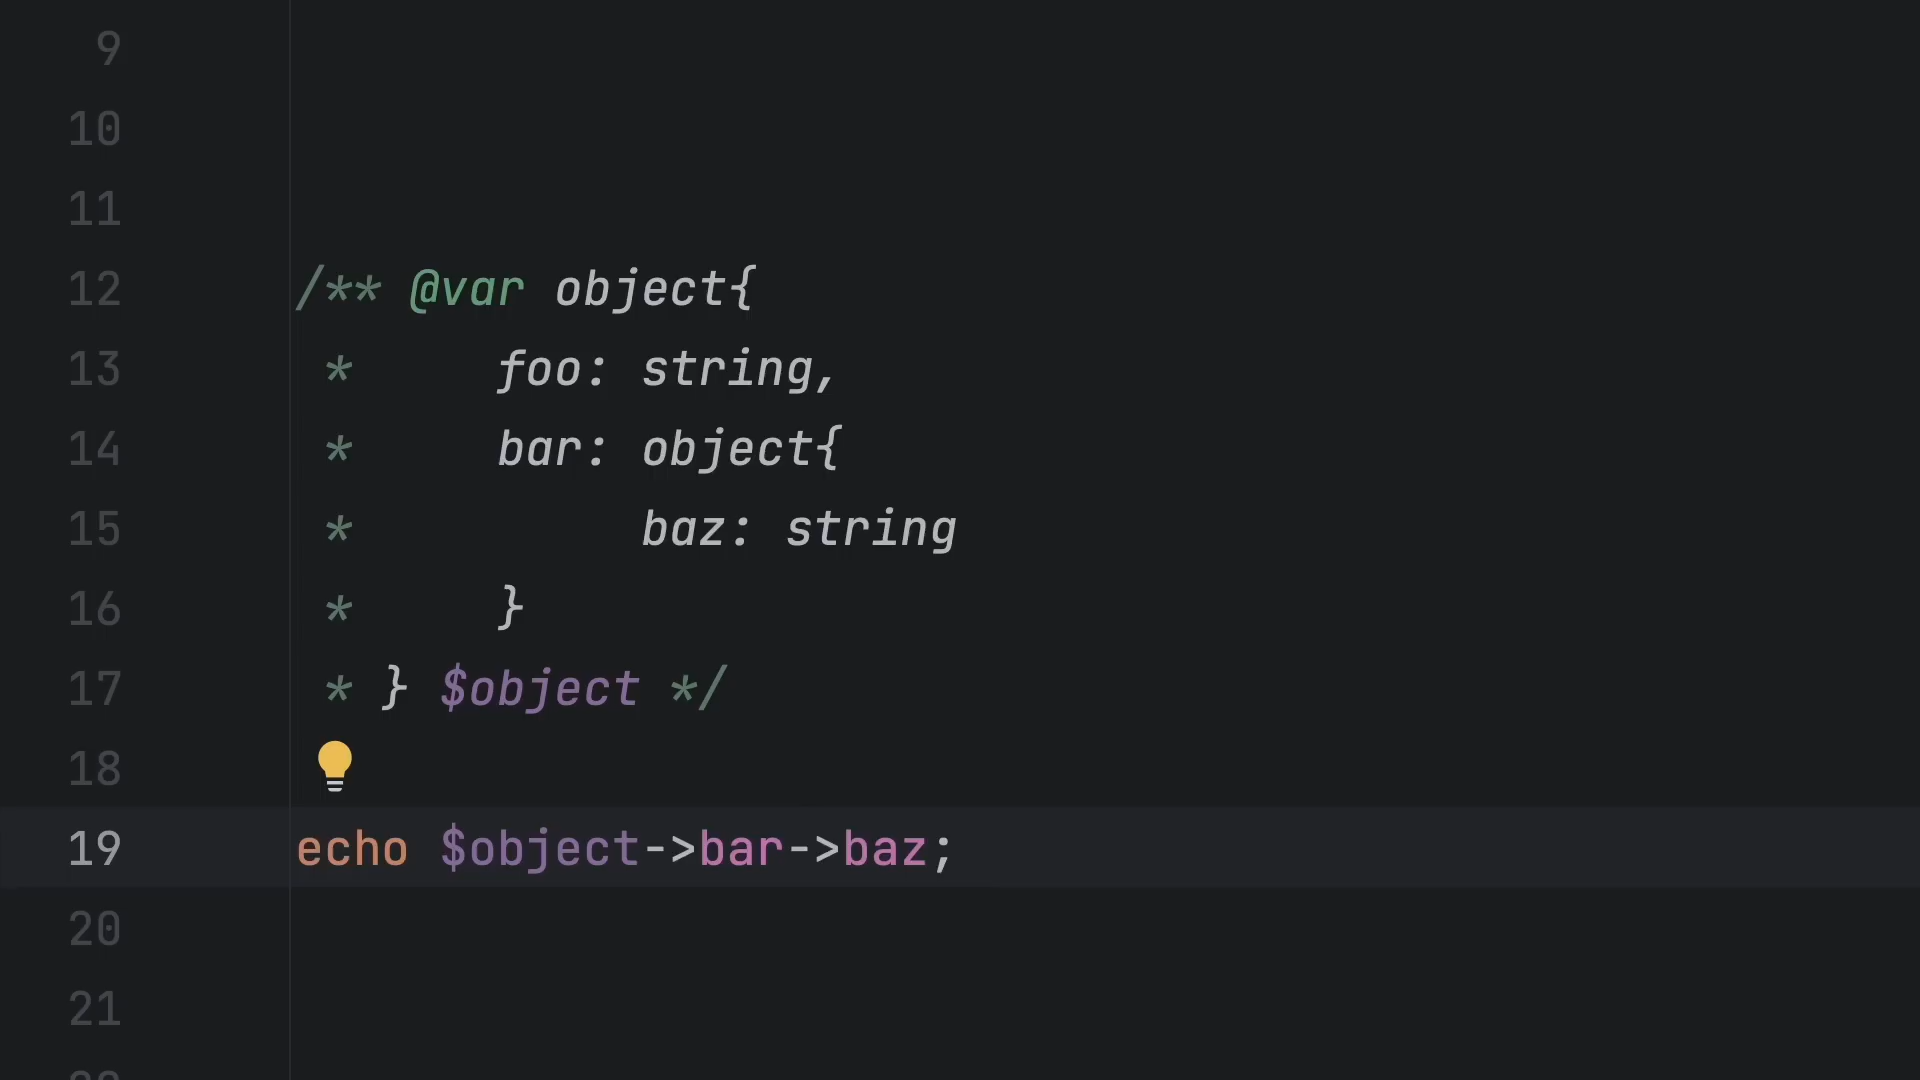 9
10
11
12 /** @var object{
13  *     foo: string,
14  *     bar: object{
15  *          baz: string
16  *     }
17  * } $object */
18
19 echo $object->bar->baz;
20
21